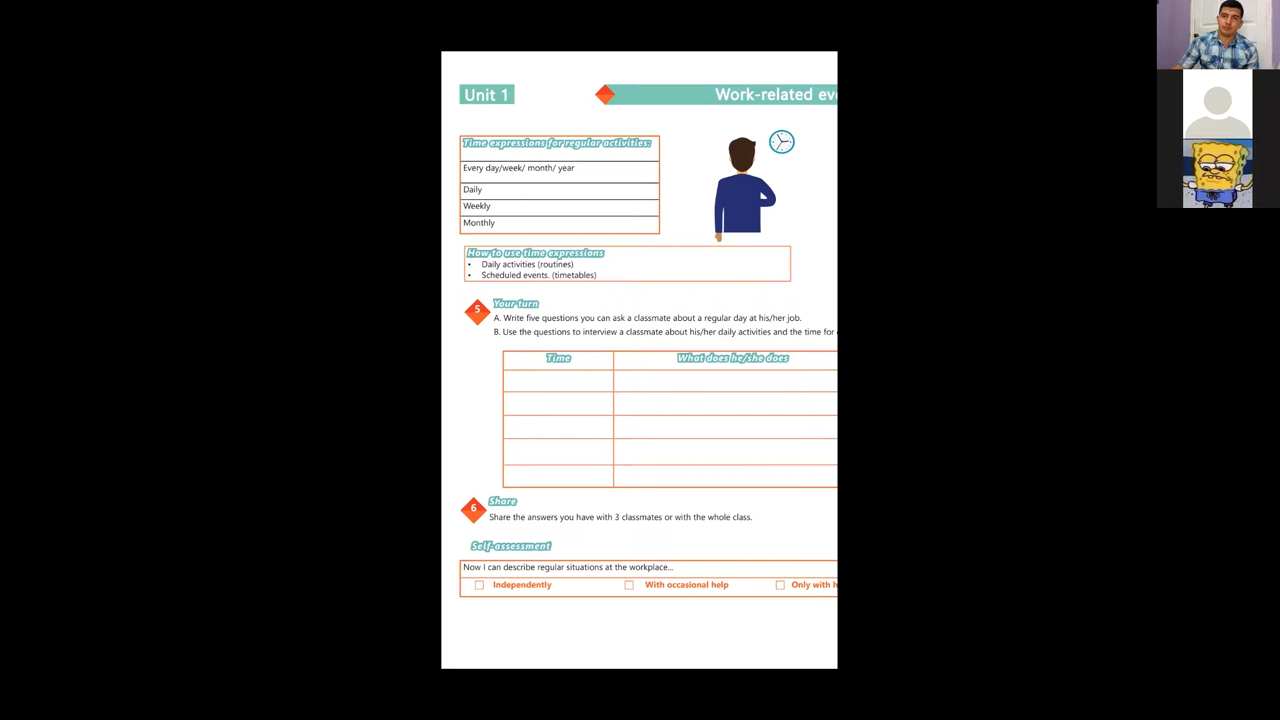 Unit 1
Work-related
Time expressions for regular activities:
Every day/week/ month/ year
Daily
Weekly
Monthly
How to use time expressions
• Daily activities (routines)
• Scheduled events. (timetables)
5
Your turn
A. Write five questions you can ask a classmate about a regular day at his/her job.
B. Use the questions to interview a classmate about his/her daily activities and the time for
Time
What does he/she does
6
Share
Share the answers you have with 3 classmates or with the whole class.
Self-assessment
Now I can describe regular situations at the workplace...
Independently
With occasional help
Only with